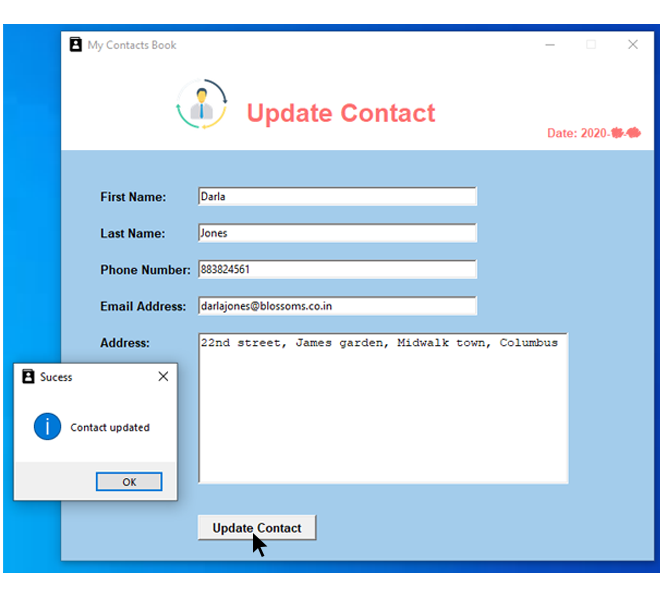 My Contacts Book
Update Contact
Date: 2020-
First Name: Darla
Last Name: Jones
Phone Number: 883824561
Email Address: darlajones@blossoms.co.in
Address: 22nd street, James garden, Midwalk town, Columbus
Sucess
Contact updated
OK
Update Contact